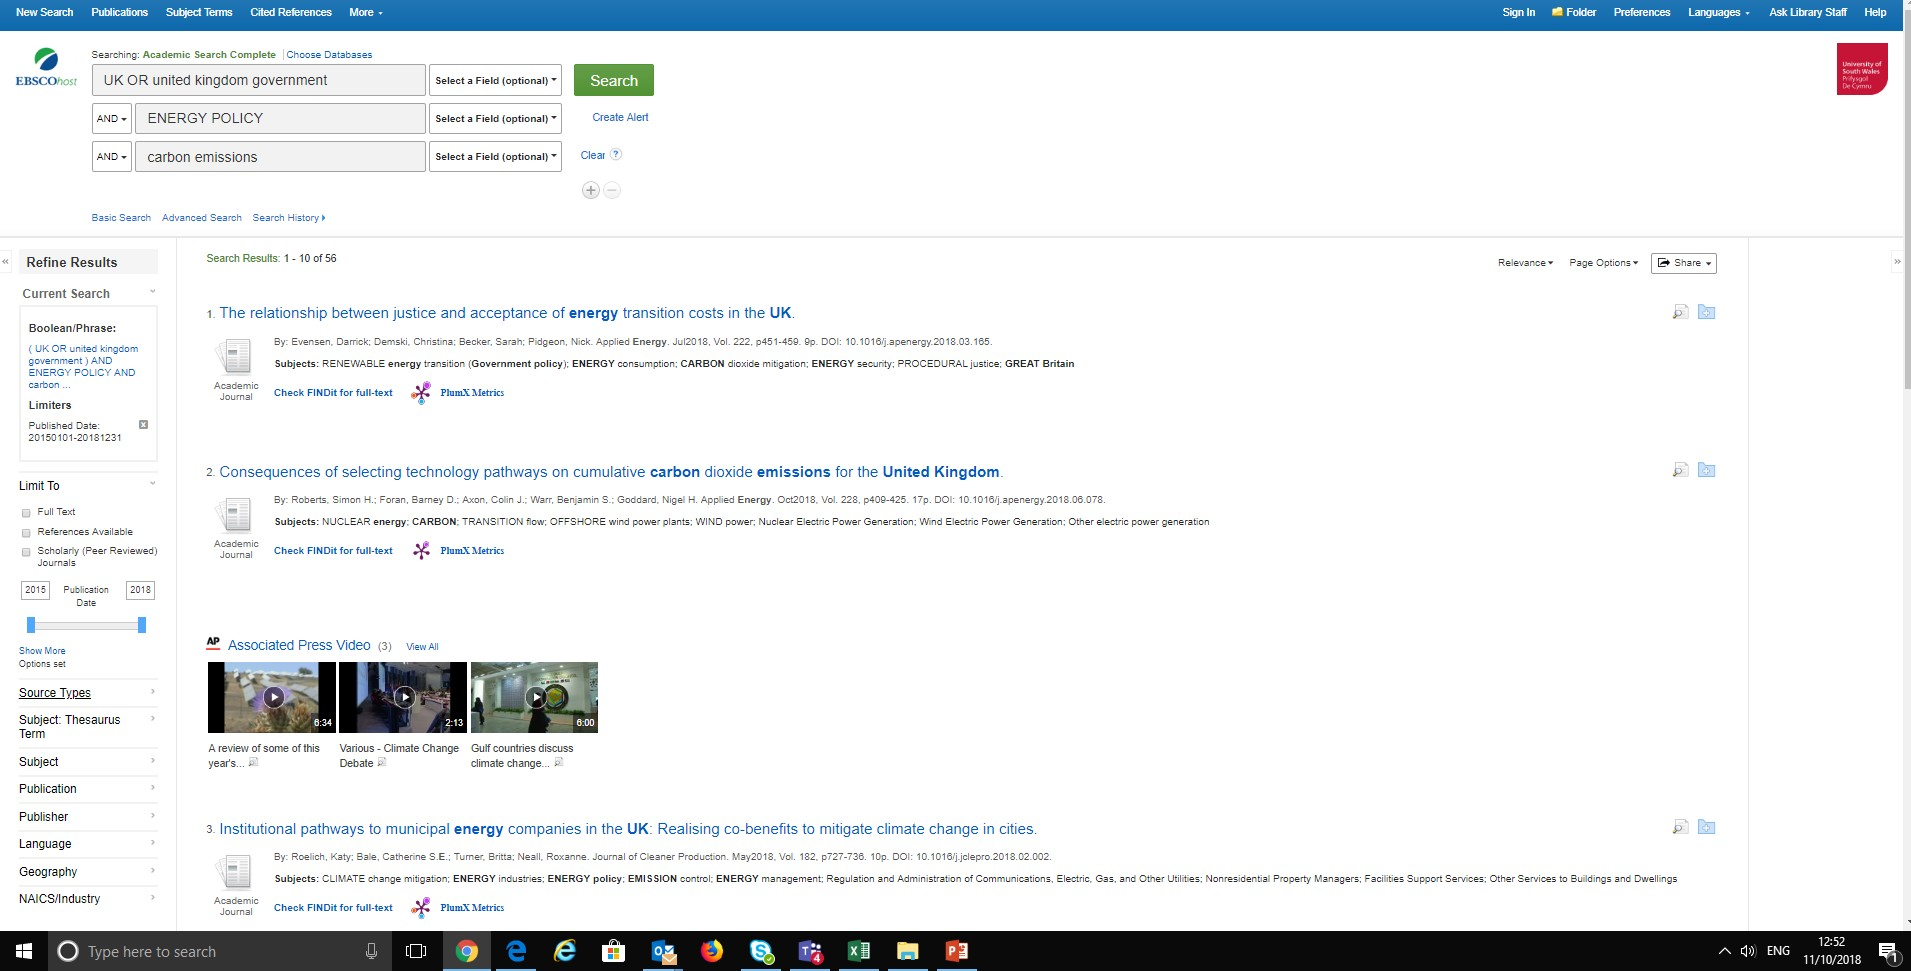 New Search Publications Subject Terms Cited References More
Sign In Folder Preferences Languages Ask Library Staff Help
EBSCOhost
Searching: Academic Search Complete Choose Databases
UK OR united kingdom government Select a Field (optional) Search
AND ENERGY POLICY Select a Field (optional) Create Alert
AND carbon emissions Select a Field (optional) Clear ?
Basic Search Advanced Search Search History
University of
South Wales
Prifysgol
De Cymru
Refine Results
Current Search
Boolean/Phrase:
( UK OR united kingdom
government ) AND
ENERGY POLICY AND
carbon ...
Limiters
Published Date:
20150101-20181231
Limit To
Full Text
References Available
Scholarly (Peer Reviewed)
Journals
2015 Publication 2018
Date
Show More
Options set
Source Types
Subject: Thesaurus
Term
Subject
Publication
Publisher
Language
Geography
NAICS/Industry
Search Results: 1 - 10 of 56
Relevance Page Options Share
1. The relationship between justice and acceptance of energy transition costs in the UK.
By: Evensen, Darrick; Demski, Christina; Becker, Sarah; Pidgeon, Nick. Applied Energy. Jul2018, Vol. 222, p451-459. 9p. DOI: 10.1016/j.apenergy.2018.03.165.
Subjects: RENEWABLE energy transition (Government policy); ENERGY consumption; CARBON dioxide mitigation; ENERGY security; PROCEDURAL justice; GREAT Britain
Academic
Journal
Check FINDit for full-text PlumX Metrics
2. Consequences of selecting technology pathways on cumulative carbon dioxide emissions for the United Kingdom.
By: Roberts, Simon H.; Foran, Barney D.; Axon, Colin J.; Warr, Benjamin S.; Goddard, Nigel H. Applied Energy. Oct2018, Vol. 228, p409-425. 17p. DOI: 10.1016/j.apenergy.2018.06.078.
Subjects: NUCLEAR energy; CARBON; TRANSITION flow; OFFSHORE wind power plants; WIND power; Nuclear Electric Power Generation; Wind Electric Power Generation; Other electric power generation
Academic
Journal
Check FINDit for full-text PlumX Metrics
AP Associated Press Video (3) View All
6:34 2:13 6:00
A review of some of this
year's...
Various - Climate Change
Debate
Gulf countries discuss
climate change...
3. Institutional pathways to municipal energy companies in the UK: Realising co-benefits to mitigate climate change in cities.
By: Roelich, Katy; Bale, Catherine S.E.; Turner, Britta; Neall, Roxanne. Journal of Cleaner Production. May2018, Vol. 182, p727-736. 10p. DOI: 10.1016/j.jclepro.2018.02.002.
Subjects: CLIMATE change mitigation; ENERGY industries; ENERGY policy; EMISSION control; ENERGY management; Regulation and Administration of Communications, Electric, Gas, and Other Utilities; Nonresidential Property Managers; Facilities Support Services; Other Services to Buildings and Dwellings
Academic
Journal
Check FINDit for full-text PlumX Metrics
Type here to search
4
ENG 12:52
11/10/2018
1